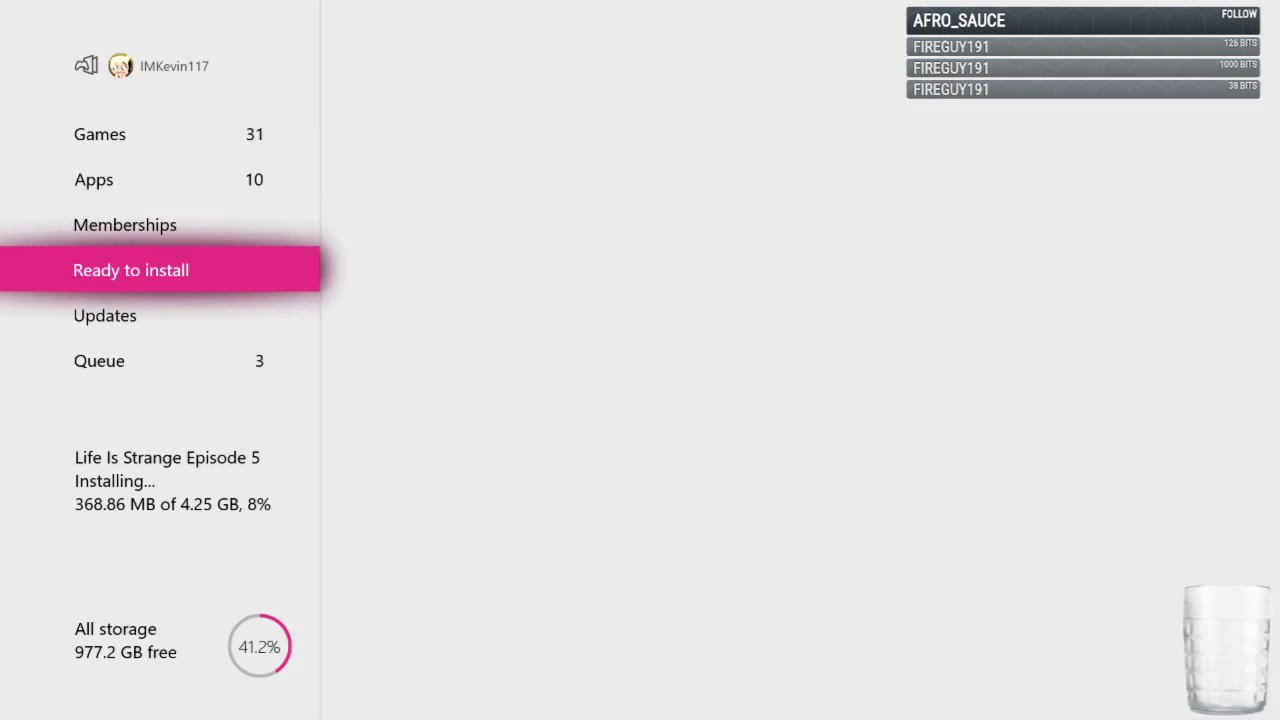 IMKevin117
Games 31
Apps 10
Memberships
Ready to install
Updates
Queue 3
Life Is Strange Episode 5
Installing...
368.86 MB of 4.25 GB, 8%
All storage
977.2 GB free
41.2%
AFRO_SAUCE FOLLOW
FIREGUY191 126 BITS
FIREGUY191 1000 BITS
FIREGUY191 38 BITS